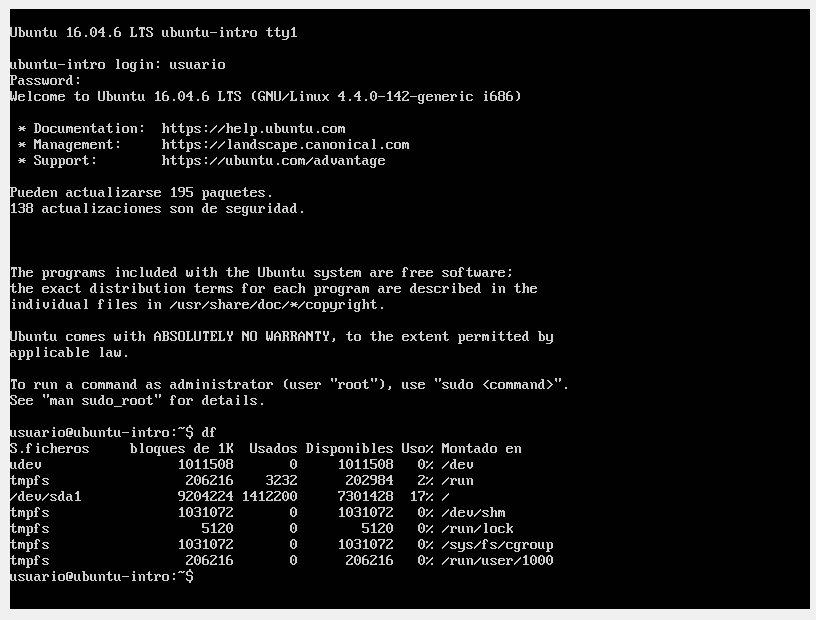 Ubuntu 16.04.6 LTS ubuntu-intro tty1
ubuntu-intro login: usuario
Password:
Welcome to Ubuntu 16.04.6 LTS (GNU/Linux 4.4.0-142-generic i686)
 * Documentation:  https://help.ubuntu.com
 * Management:     https://landscape.canonical.com
 * Support:        https://ubuntu.com/advantage
Pueden actualizarse 195 paquetes.
138 actualizaciones son de seguridad.
The programs included with the Ubuntu system are free software;
the exact distribution terms for each program are described in the
individual files in /usr/share/doc/*/copyright.
Ubuntu comes with ABSOLUTELY NO WARRANTY, to the extent permitted by
applicable law.
To run a command as administrator (user "root"), use "sudo <command>".
See "man sudo_root" for details.
usuario@ubuntu-intro:~$ df
S.ficheros     bloques de 1K  Usados Disponibles Uso% Montado en
udev                 1011508       0     1011508   0% /dev
tmpfs                 206216    3232      202984   2% /run
/dev/sda1            9204224 1412200     7301428  17% /
tmpfs                1031072       0     1031072   0% /dev/shm
tmpfs                   5120       0        5120   0% /run/lock
tmpfs                1031072       0     1031072   0% /sys/fs/cgroup
tmpfs                 206216       0      206216   0% /run/user/1000
usuario@ubuntu-intro:~$